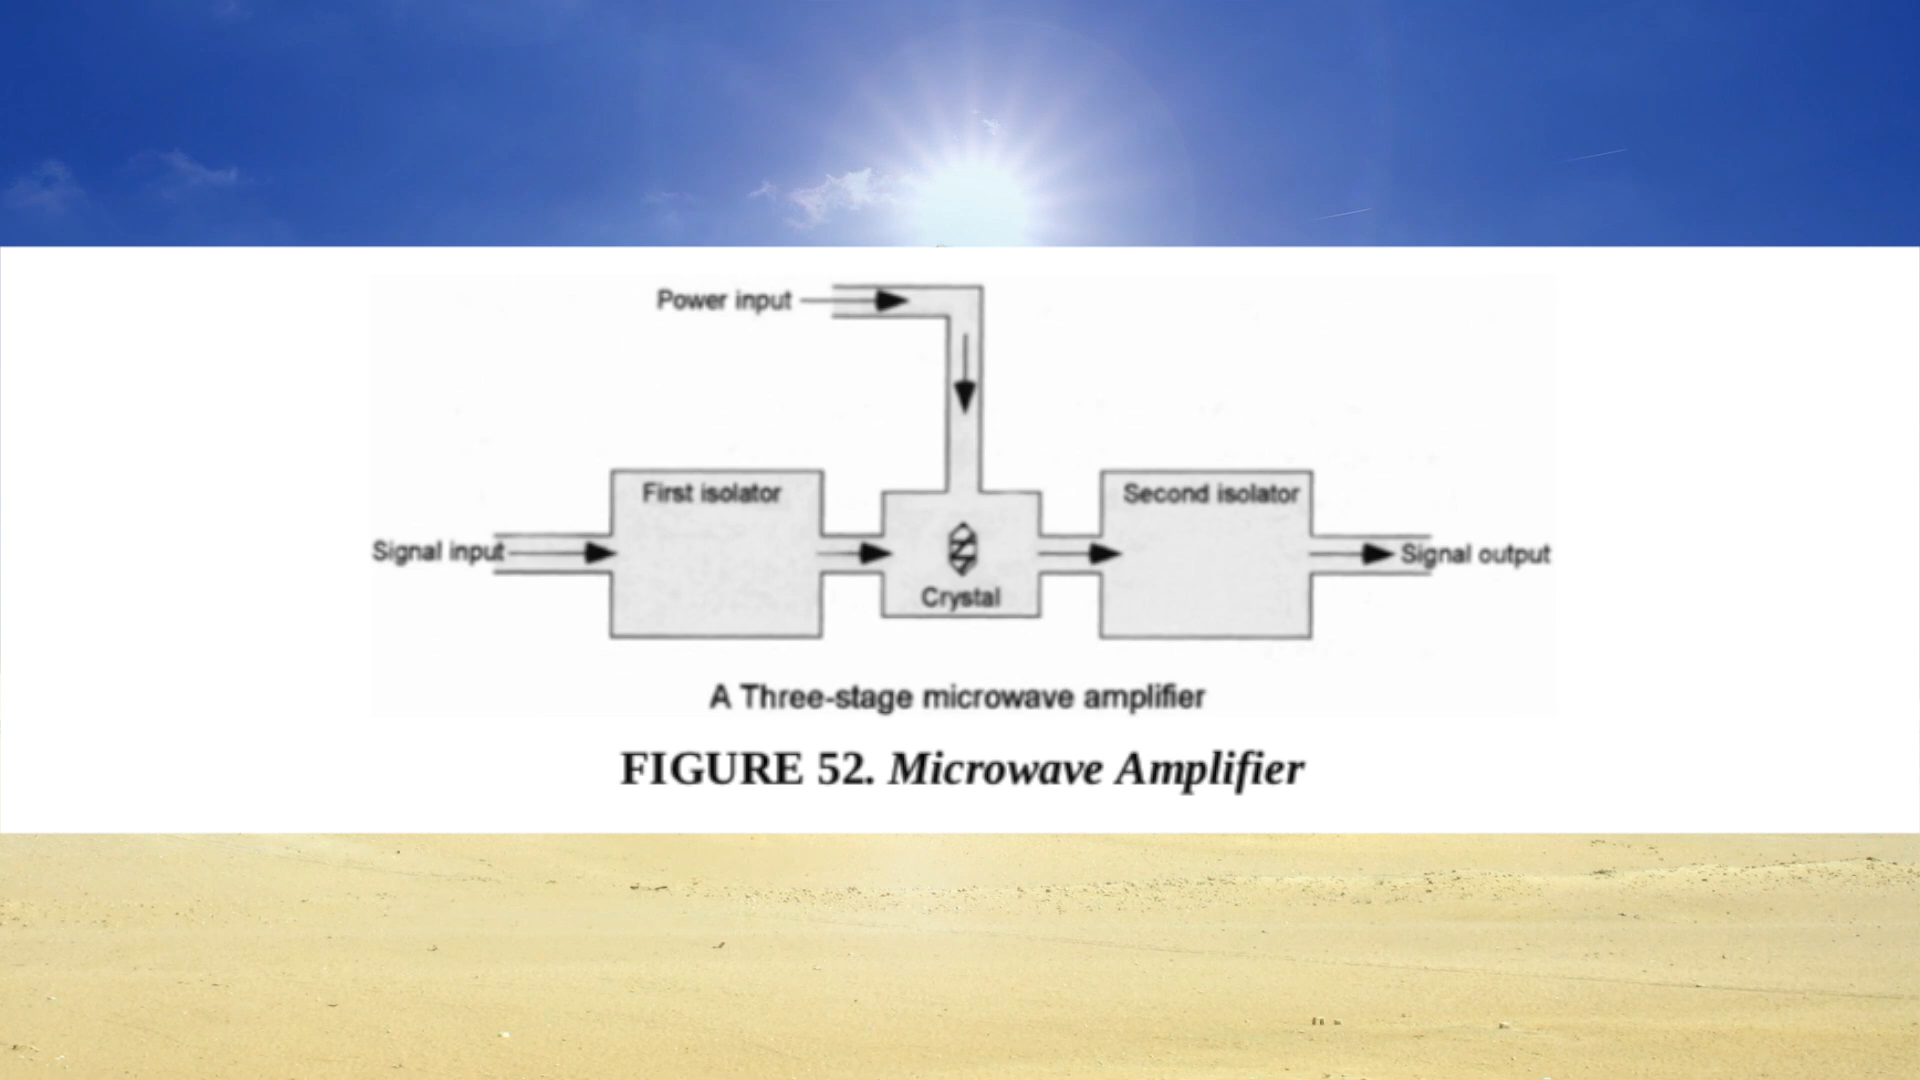 Power input
First isolator
Second isolator
Signal input
Signal output
Crystal
A Three-stage microwave amplifier
FIGURE 52. Microwave Amplifier